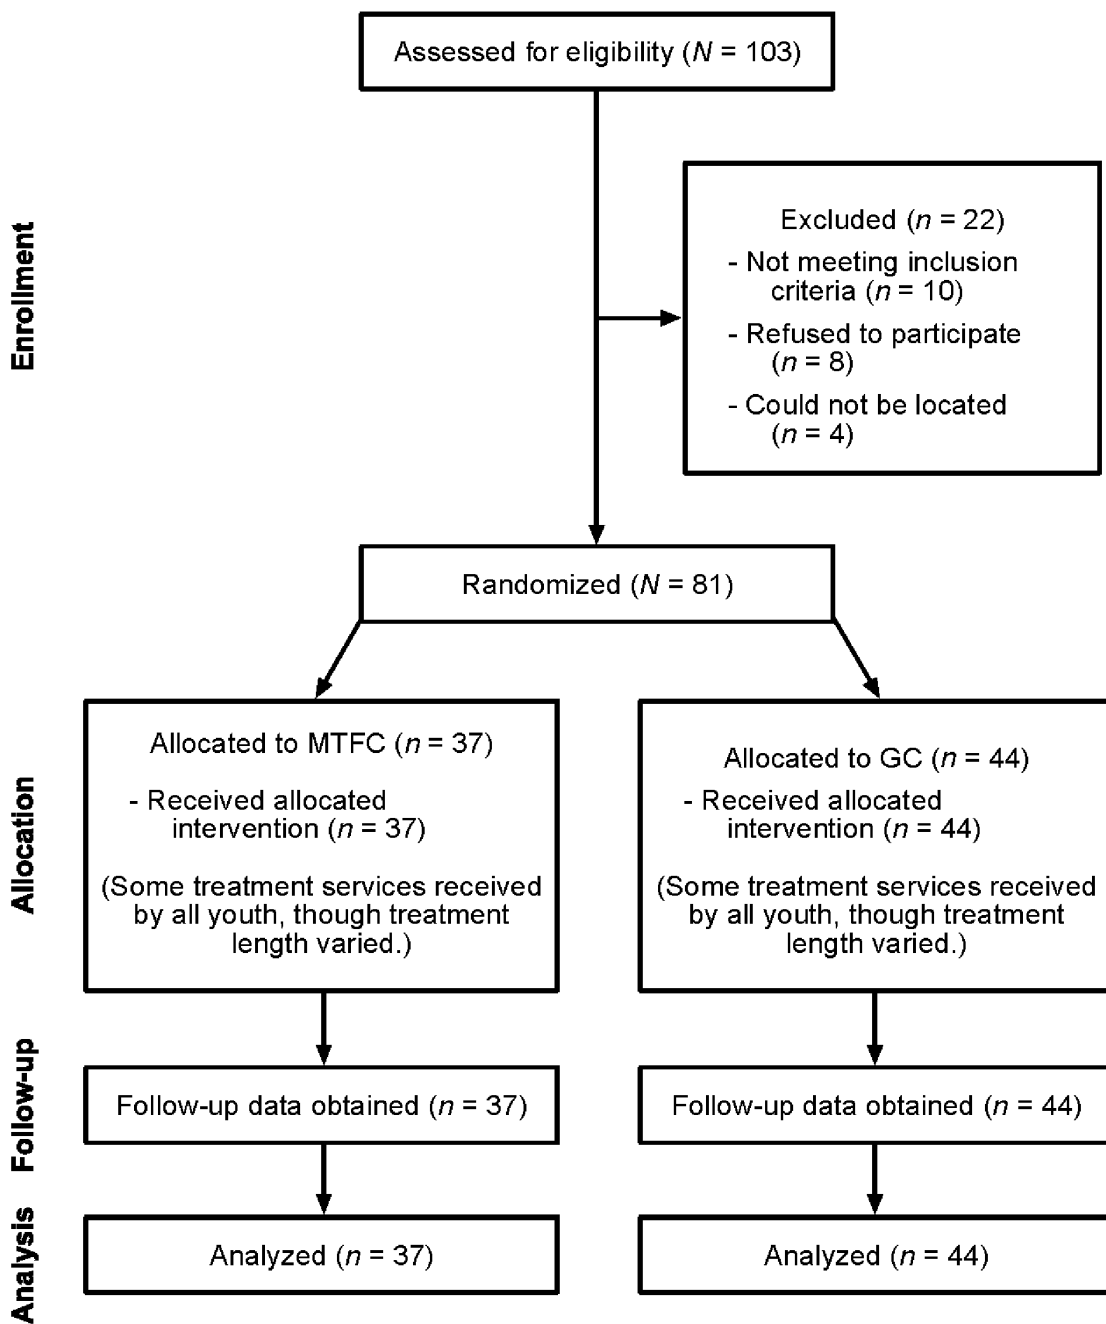 Assessed for eligibility (N = 103)
Enrollment
Excluded (n = 22)
- Not meeting inclusion
criteria (n = 10)
- Refused to participate
(n = 8)
- Could not be located
(n = 4)
Randomized (N = 81)
Allocation
Allocated to MTFC (n = 37)
- Received allocated
intervention (n = 37)
(Some treatment services received
by all youth, though treatment
length varied.)
Allocated to GC (n = 44)
- Received allocated
intervention (n = 44)
(Some treatment services received
by all youth, though treatment
length varied.)
Follow-up
Follow-up data obtained (n = 37)
Follow-up data obtained (n = 44)
Analysis
Analyzed (n = 37)
Analyzed (n = 44)